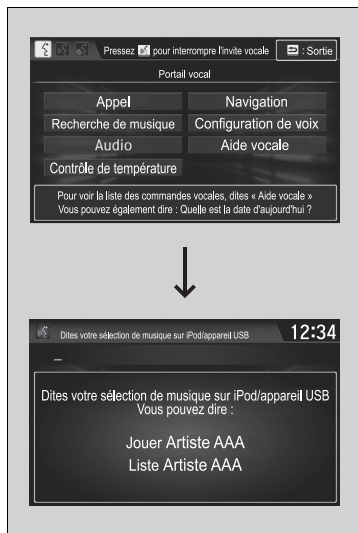 Pressez pour interrompre l'invite vocale : Sortie
Portail vocal
Appel Navigation
Recherche de musique Configuration de voix
Audio Aide vocale
Contrôle de température
Pour voir la liste des commandes vocales, dites « Aide vocale »
Vous pouvez également dire : Quelle est la date d'aujourd'hui ?
Dites votre sélection de musique sur iPod/appareil USB 12:34
Dites votre sélection de musique sur iPod/appareil USB
Vous pouvez dire :
Jouer Artiste AAA
Liste Artiste AAA